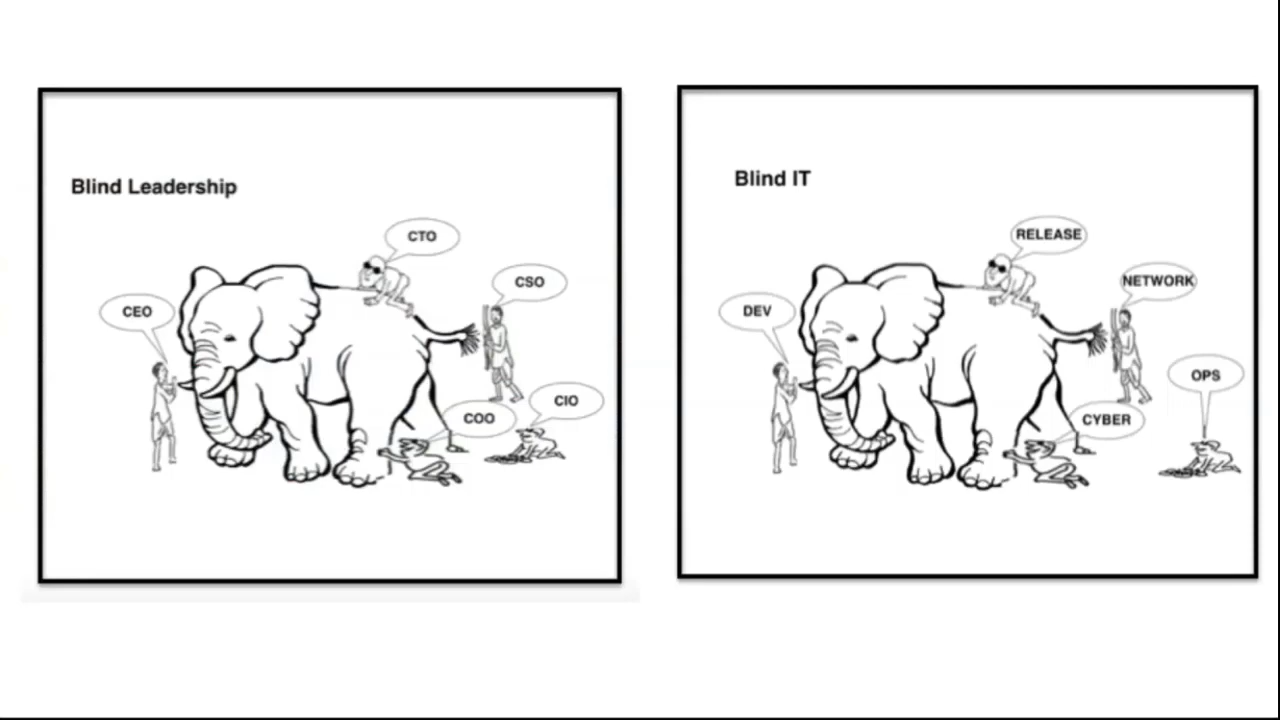 Blind Leadership
CTO
CSO
CEO
CIO
COO
Blind IT
RELEASE
NETWORK
DEV
OPS
CYBER